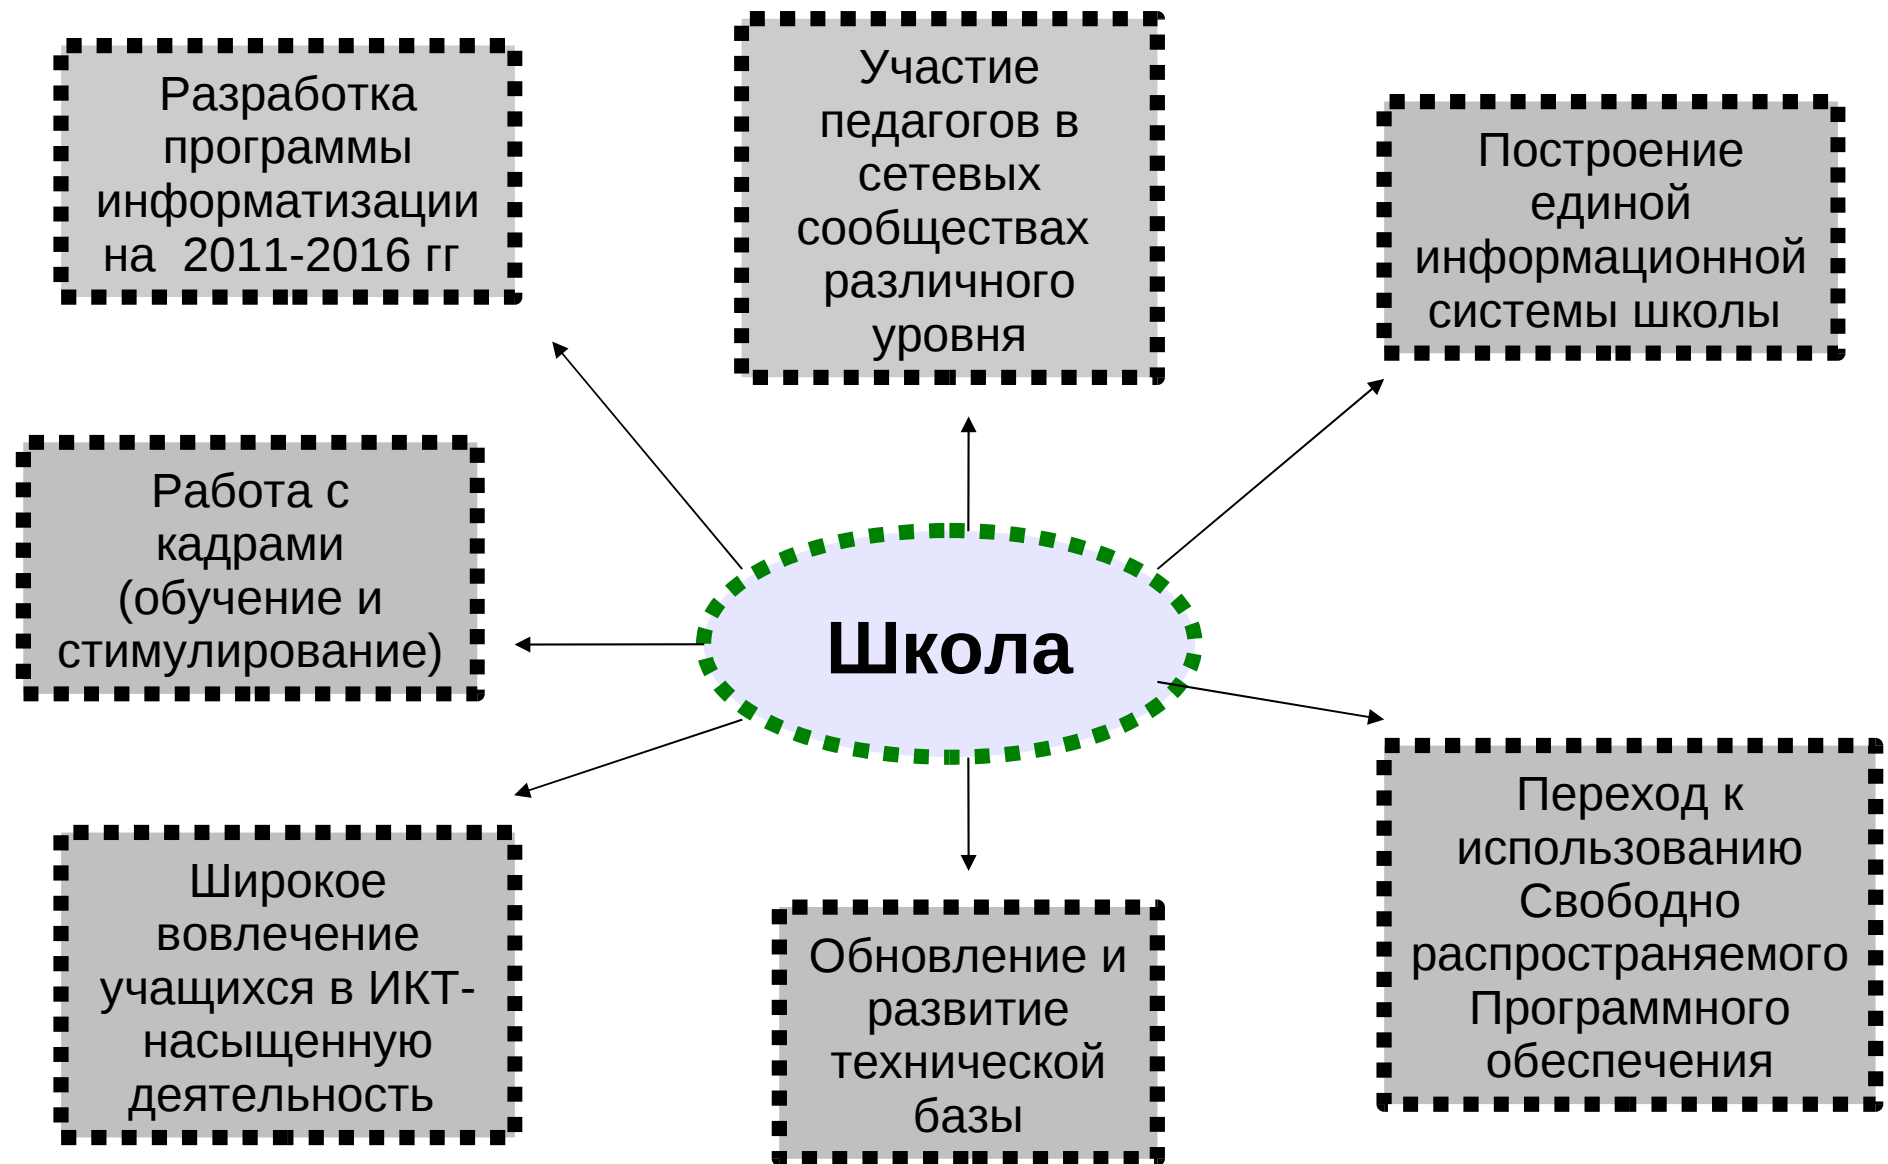 Разработка
программы
информатизации
на  2011-2016 гг
Участие
педагогов в
сетевых
сообществах
различного
уровня
Построение
единой
информационной
системы школы
Работа с
кадрами
(обучение и
стимулирование)
Школа
Широкое
вовлечение
учащихся в ИКТ-
насыщенную
деятельность
Обновление и
развитие
технической
базы
Переход к
использованию
Свободно
распространяемого
Программного
обеспечения